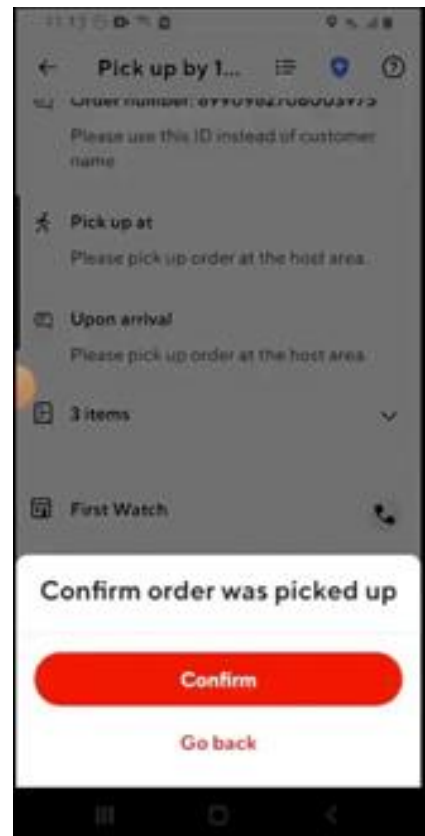 Pick up by 1...
Order number:
Please use this ID instead of customer
name
Pick up at
Please pick up order at the host area.
Upon arrival
Please pick up order at the host area.
3 items
First Watch
Confirm order was picked up
Confirm
Go back